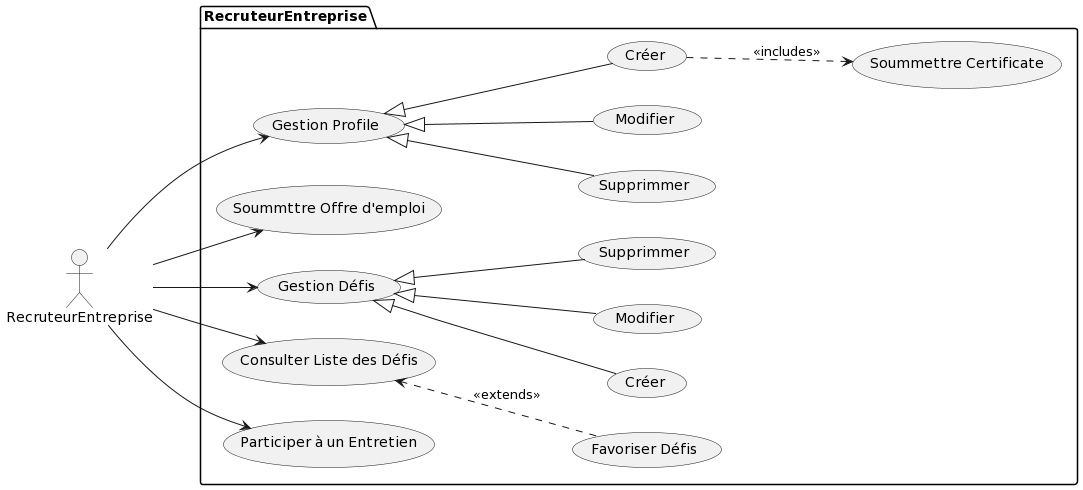 RecruteurEntreprise
Créer
«includes»
Soummettre Certificate
Gestion Profile
Modifier
Supprimmer
Soummttre Offre d'emploi
Supprimmer
Gestion Défis
Modifier
RecruteurEntreprise
Consulter Liste des Défis
Créer
«extends»
Participer à un Entretien
Favoriser Défis